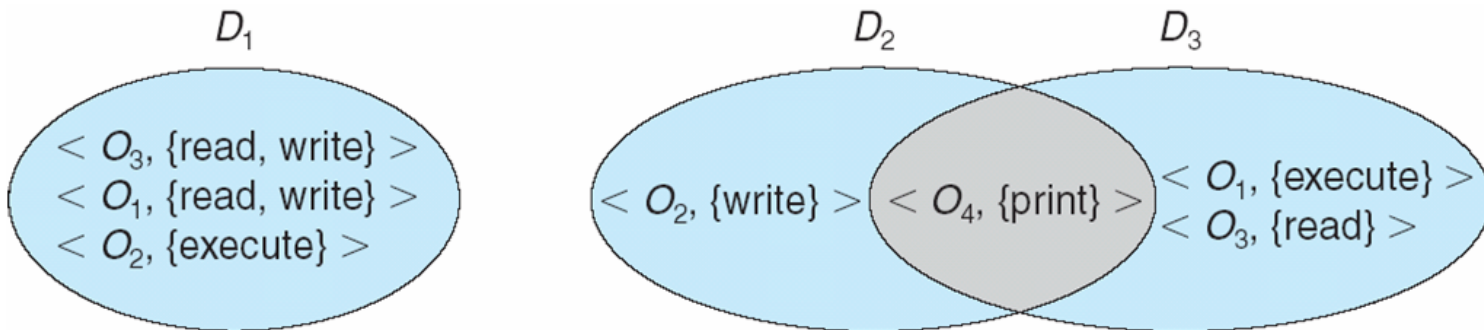 D₁
D₂
D₃
< O₃, {read, write} >
< O₁, {read, write} >
< O₂, {execute} >
< O₂, {write} >
< O₄, {print} >
< O₁, {execute} >
< O₃, {read} >